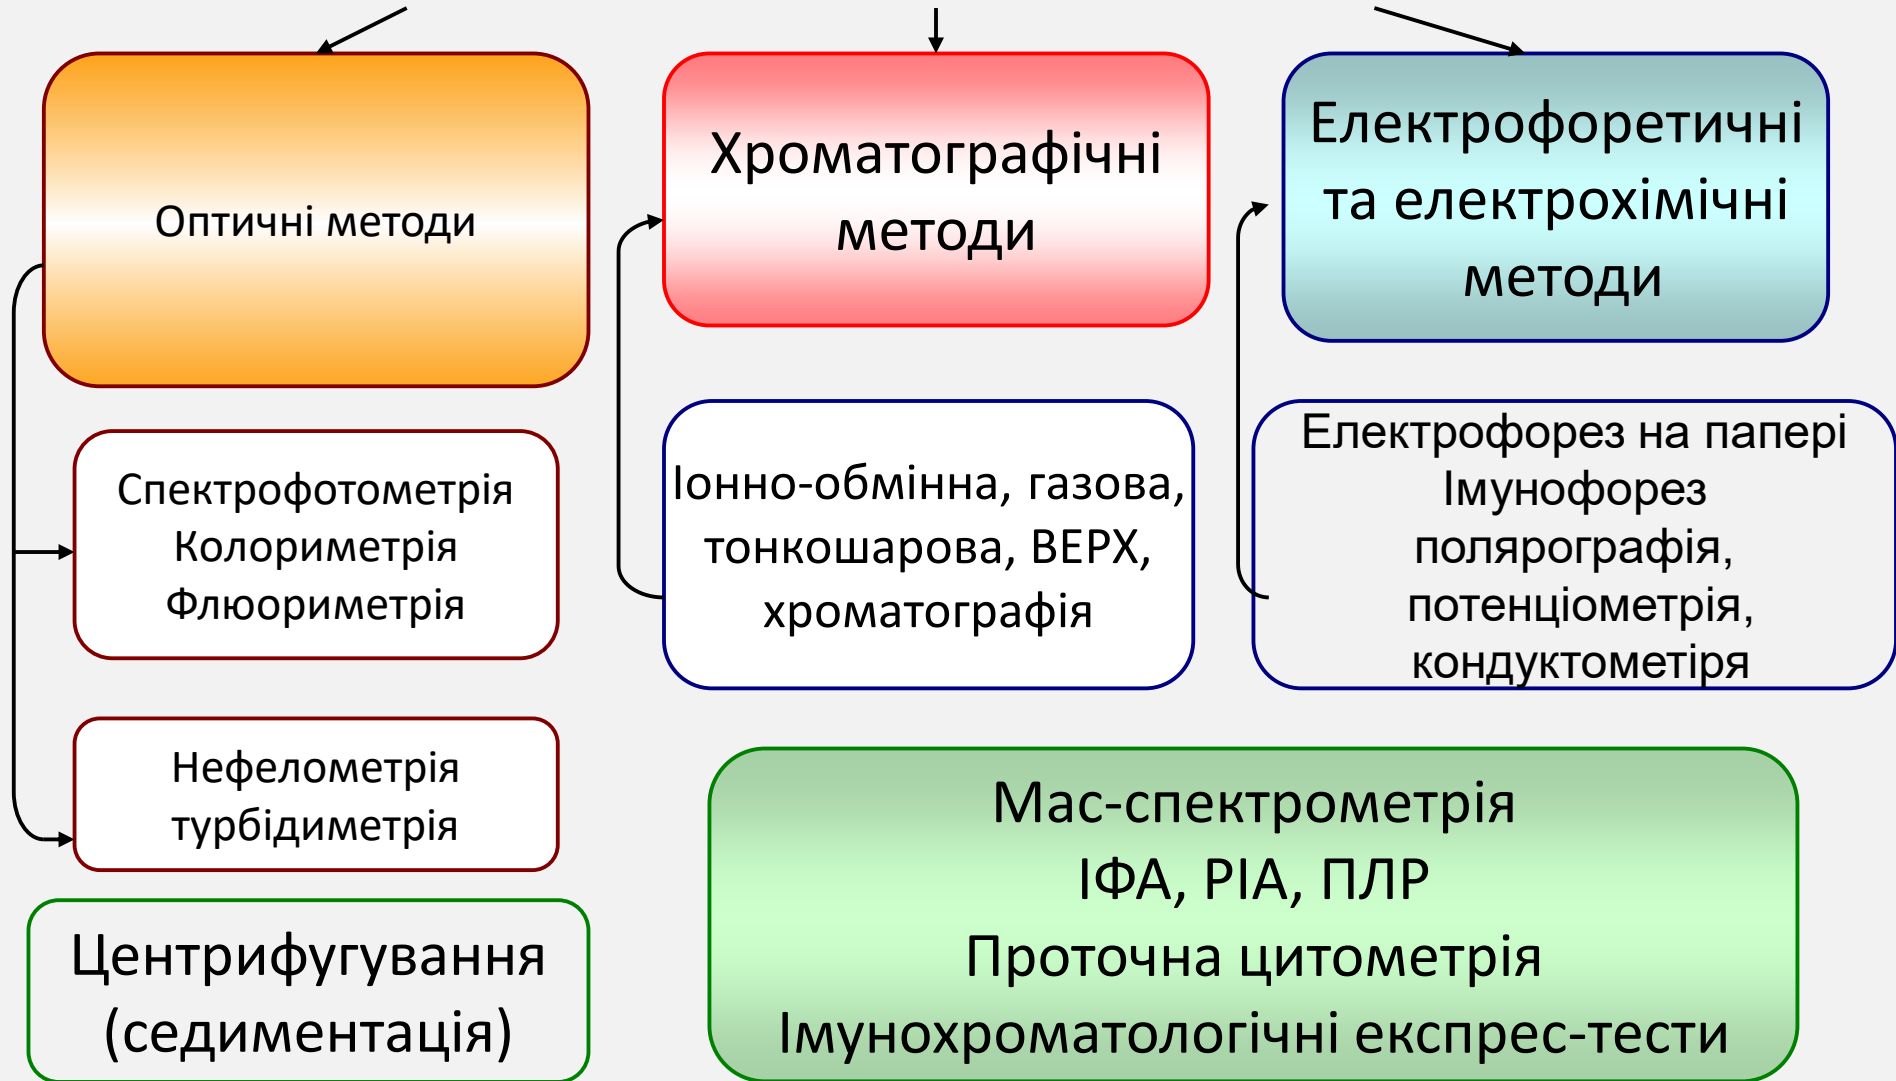 Оптичні методи
Хроматографічні
методи
Електрофоретичні
та електрохімічні
методи
Спектрофотометрія
Колориметрія
Флюориметрія
Іонно-обмінна, газова,
тонкошарова, ВЕРХ,
хроматографія
Електрофорез на папері
Імунофорез
полярографія,
потенціометрія,
кондуктометіря
Нефелометрія
турбідиметрія
Мас-спектрометрія
ІФА, РІА, ПЛР
Проточна цитометрія
Імунохроматологічні експрес-тести
Центрифугування
(седиментація)